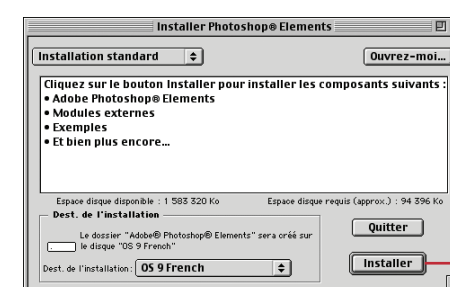 Installer Photoshop® Elements
Installation standard
Ouvrez-moi...
Cliquez sur le bouton Installer pour installer les composants suivants :
• Adobe Photoshop® Elements
• Modules externes
• Exemples
• Et bien plus encore...
Espace disque disponible : 1 583 320 Ko
Espace disque requis (approx.) : 94 396 Ko
Dest. de l'installation
Le dossier "Adobe® Photoshop® Elements" sera créé sur
le disque "OS 9 French"
Quitter
Dest. de l'installation : OS 9 French
Installer